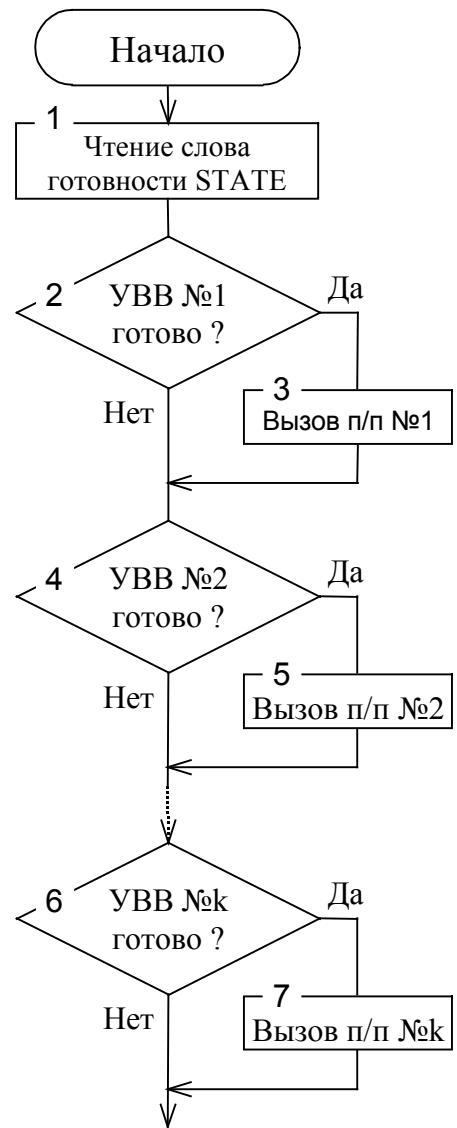 Начало
1
Чтение слова
готовности STATE
2
УВВ №1
готово ?
Да
Нет
3
Вызов п/п №1
4
УВВ №2
готово ?
Да
Нет
5
Вызов п/п №2
6
УВВ №k
готово ?
Да
Нет
7
Вызов п/п №k